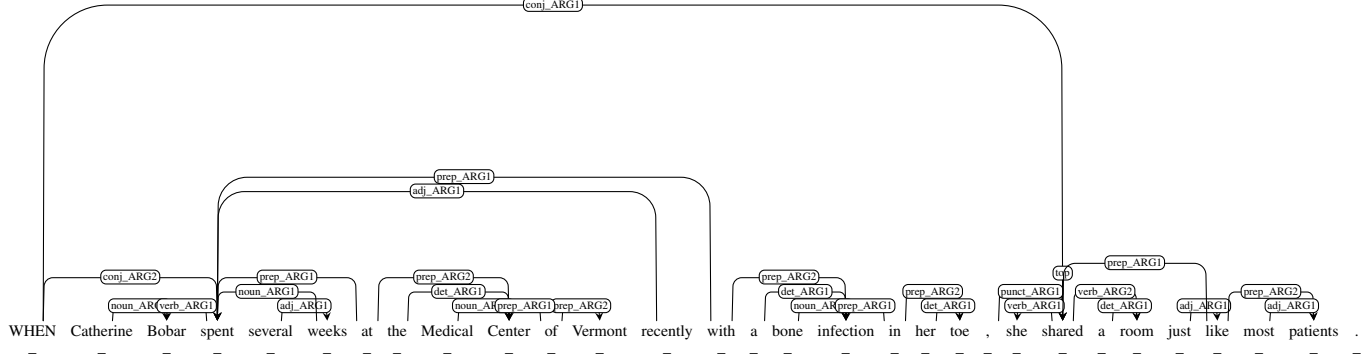 conj_ARG1
prep_ARG1
adj_ARG1
top
prep_ARG1
conj_ARG2
prep_ARG1
prep_ARG2
prep_ARG2
noun_ARG1
det_ARG1
det_ARG1
prep_ARG2
punct_ARG1
verb_ARG2
prep_ARG2
verb_ARG1
adj_ARG1
prep_ARG1
prep_ARG2
prep_ARG1
det_ARG1
verb_ARG1
det_ARG1
adj_ARG1
adj_ARG1
WHEN Catherine Bobar spent several weeks at the Medical Center of Vermont recently with a bone infection in her toe , she shared a room just like most patients .
_ _ _ _ _ _ _ _ _ _ _ _ _ _ _ _ _ _ _ _ _ _ _ _ _ _ _ _ _ _ _